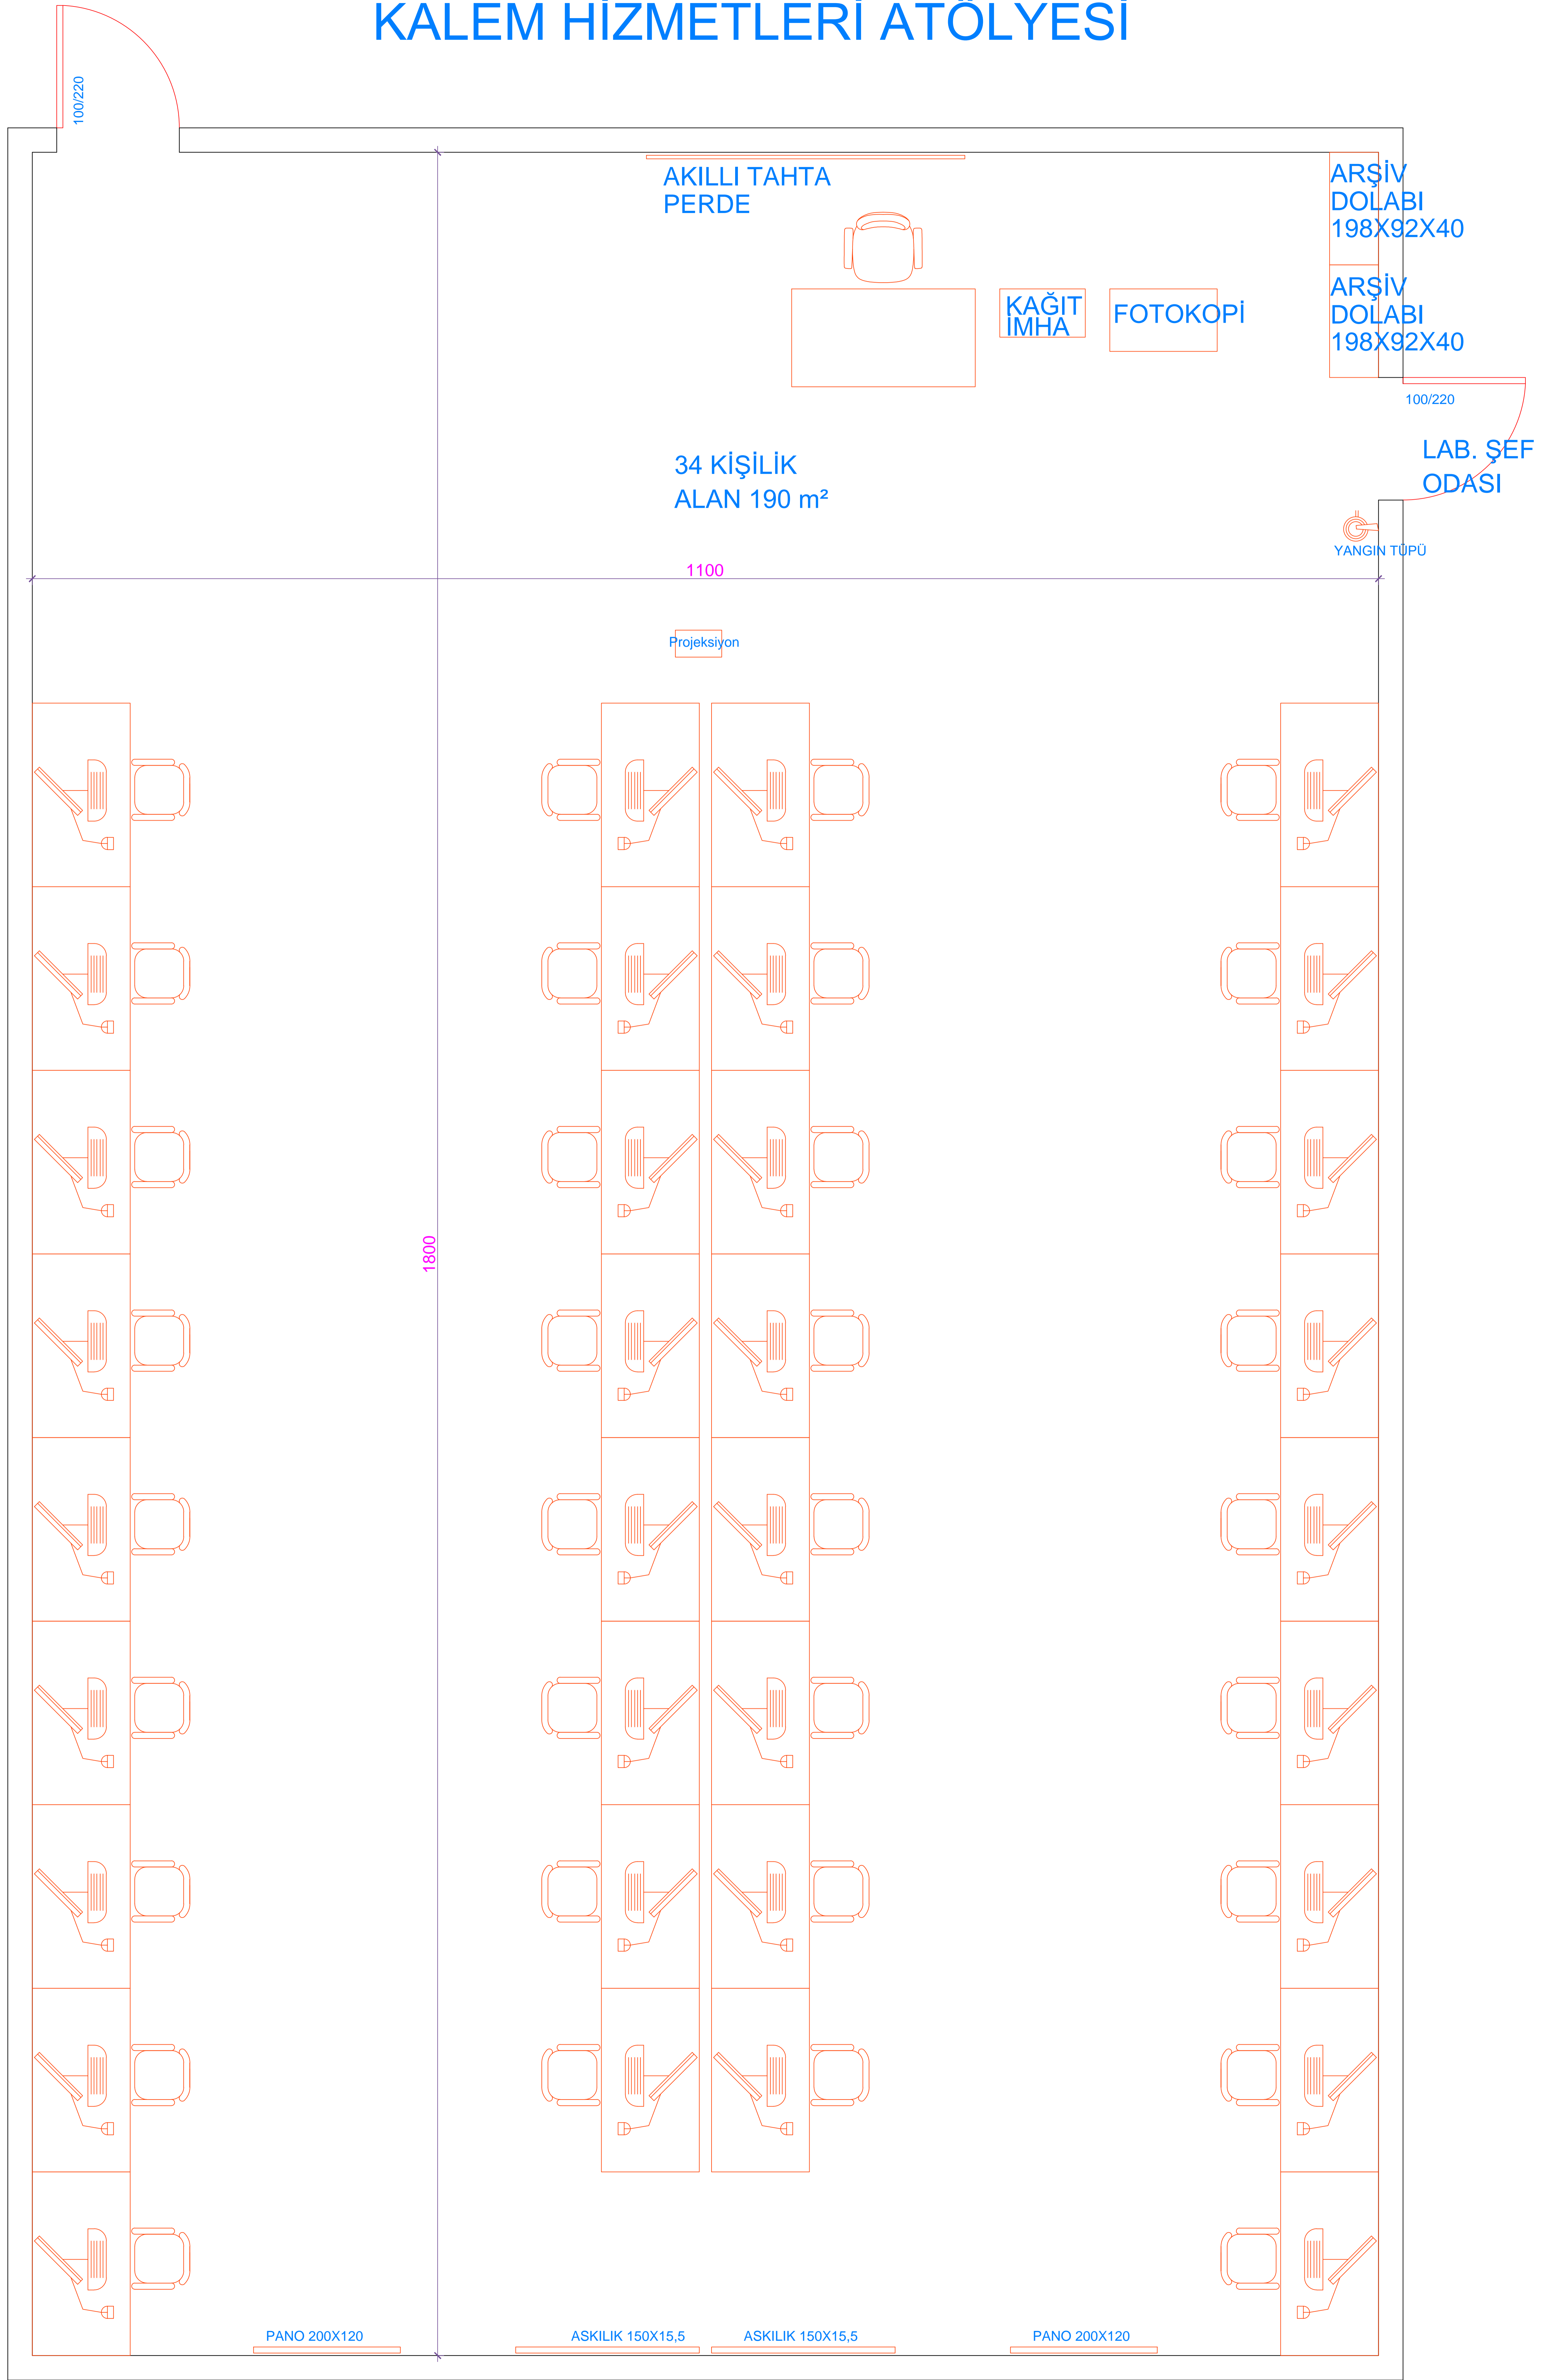 KALEM HİZMETLERİ ATÖLYESİ
100/220
AKILLI TAHTA
PERDE
ARŞİV
DOLABI
198X92X40
KAĞIT
İMHA
FOTOKOPİ
ARŞİV
DOLABI
198X92X40
100/220
LAB. ŞEF
ODASI
34 KİŞİLİK
ALAN 190 m²
YANGIN TÜPÜ
1100
Projeksiyon
1800
PANO 200X120
ASKILIK 150X15,5
ASKILIK 150X15,5
PANO 200X120